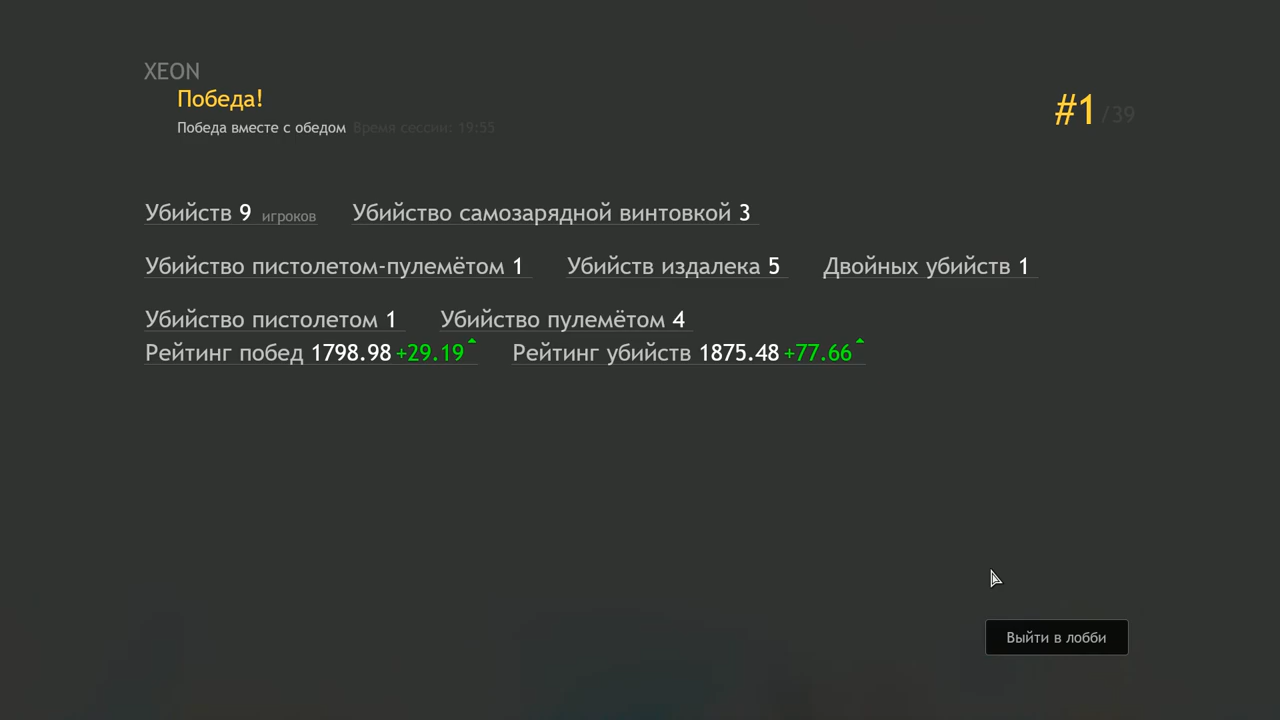 XEON
Победа!
Победа вместе с обедом Время сессии: 19:55
#1 /39
Убийств 9 игроков Убийство самозарядной винтовкой 3
Убийство пистолетом-пулемётом 1 Убийств издалека 5 Двойных убийств 1
Убийство пистолетом 1 Убийство пулемётом 4
Рейтинг побед 1798.98 +29.19 Рейтинг убийств 1875.48 +77.66
Выйти в лобби